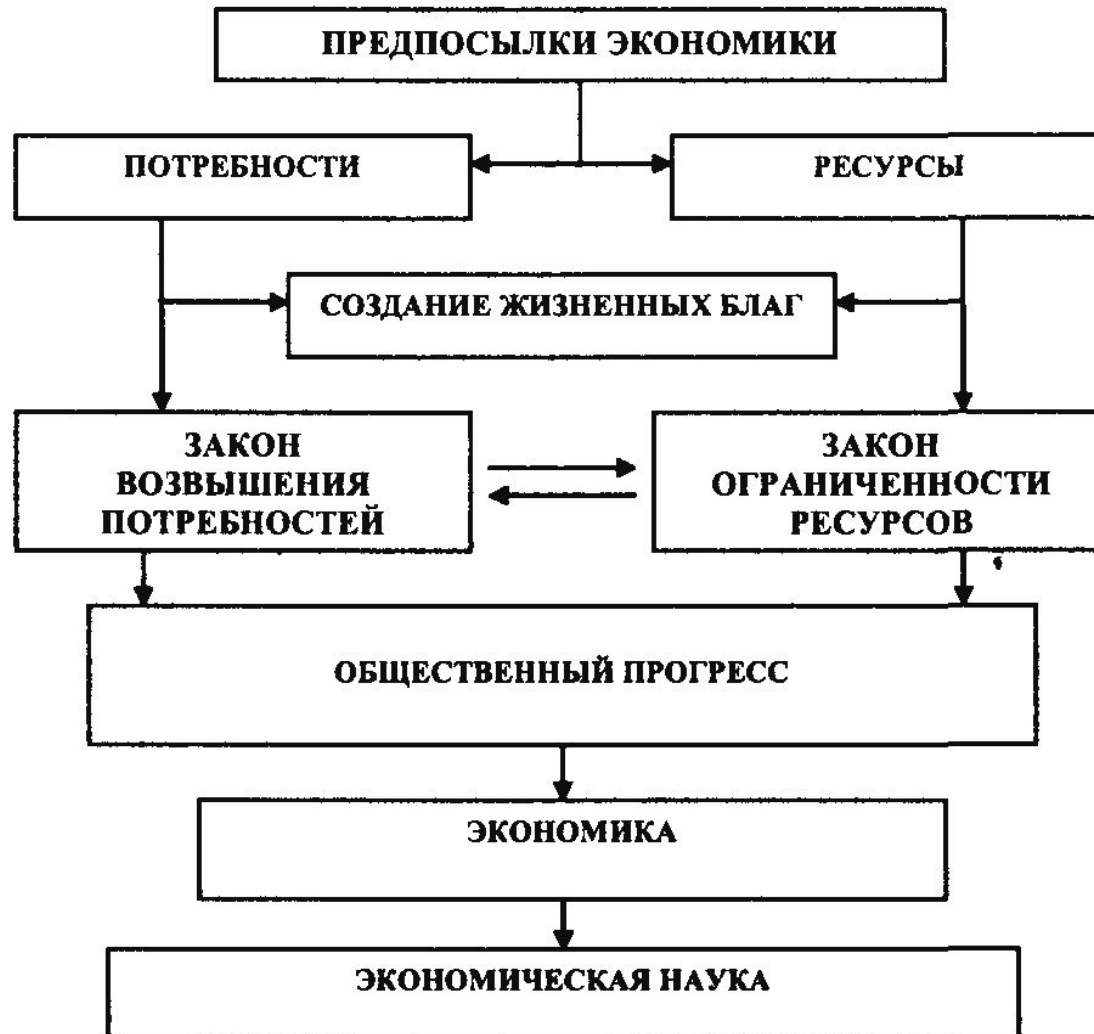 ПРЕДПОСЫЛКИ ЭКОНОМИКИ
ПОТРЕБНОСТИ
РЕСУРСЫ
СОЗДАНИЕ ЖИЗНЕННЫХ БЛАГ
ЗАКОН
ВОЗВЫШЕНИЯ
ПОТРЕБНОСТЕЙ
ЗАКОН
ОГРАНИЧЕННОСТИ
РЕСУРСОВ
ОБЩЕСТВЕННЫЙ ПРОГРЕСС
ЭКОНОМИКА
ЭКОНОМИЧЕСКАЯ НАУКА